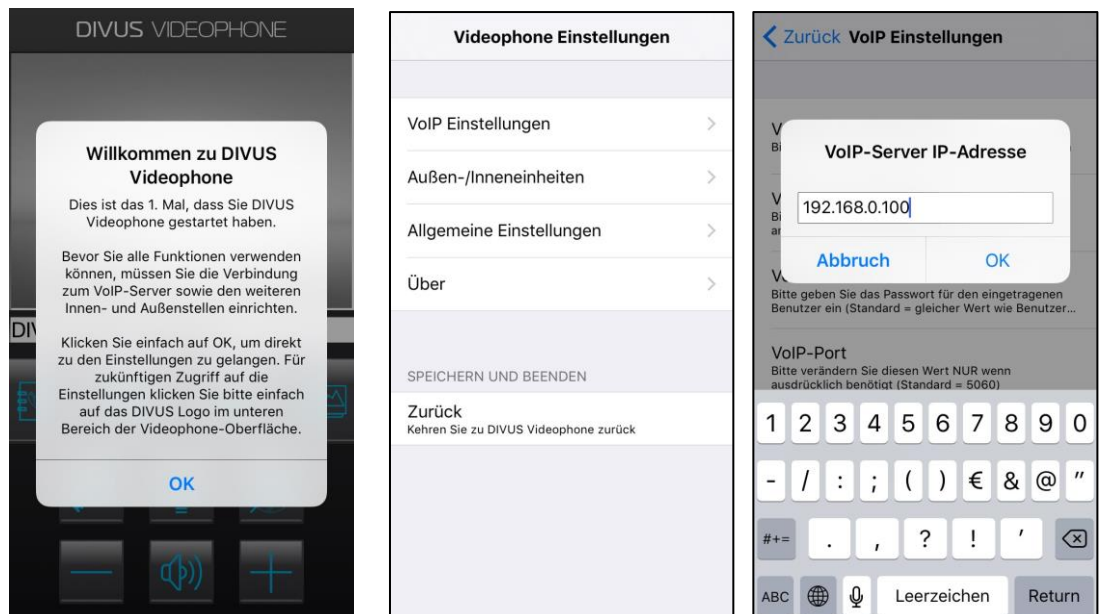 DIVUS VIDEOPHONE
Willkommen zu DIVUS
Videophone
Dies ist das 1. Mal, dass Sie DIVUS
Videophone gestartet haben.
Bevor Sie alle Funktionen verwenden
können, müssen Sie die Verbindung
zum VoIP-Server sowie den weiteren
Innen- und Außenstellen einrichten.
Klicken Sie einfach auf OK, um direkt
zu den Einstellungen zu gelangen. Für
zukünftigen Zugriff auf die
Einstellungen klicken Sie bitte einfach
auf das DIVUS Logo im unteren
Bereich der Videophone-Oberfläche.
OK
Videophone Einstellungen
VoIP Einstellungen
Außen-/Inneneinheiten
Allgemeine Einstellungen
Über
SPEICHERN UND BEENDEN
Zurück
Kehren Sie zu DIVUS Videophone zurück
Zurück VoIP Einstellungen
VoIP-Server IP-Adresse
192.168.0.100
Abbruch OK
Bitte geben Sie das Passwort für den eingetragenen
Benutzer ein (Standard = gleicher Wert wie Benutzer...
VoIP-Port
Bitte verändern Sie diesen Wert NUR wenn
ausdrücklich benötigt (Standard = 5060)
1 2 3 4 5 6 7 8 9 0
- / : ; ( ) € & @ "
#+= . , ? ! '
ABC Leerzeichen Return